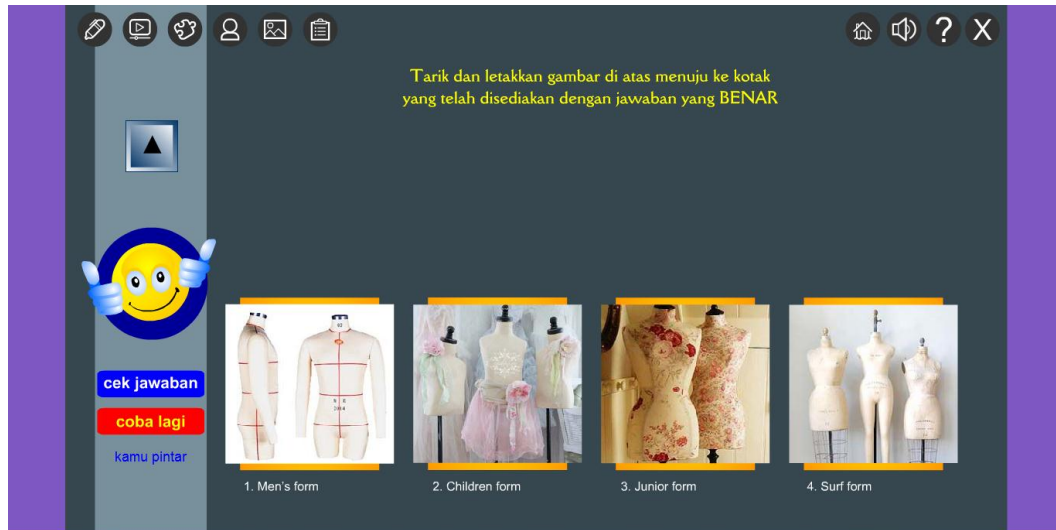 ? X
Tarik dan letakkan gambar di atas menuju ke kotak
yang telah disediakan dengan jawaban yang BENAR
cek jawaban
coba lagi
kamu pintar
1. Men's form
2. Children form
3. Junior form
4. Surf form